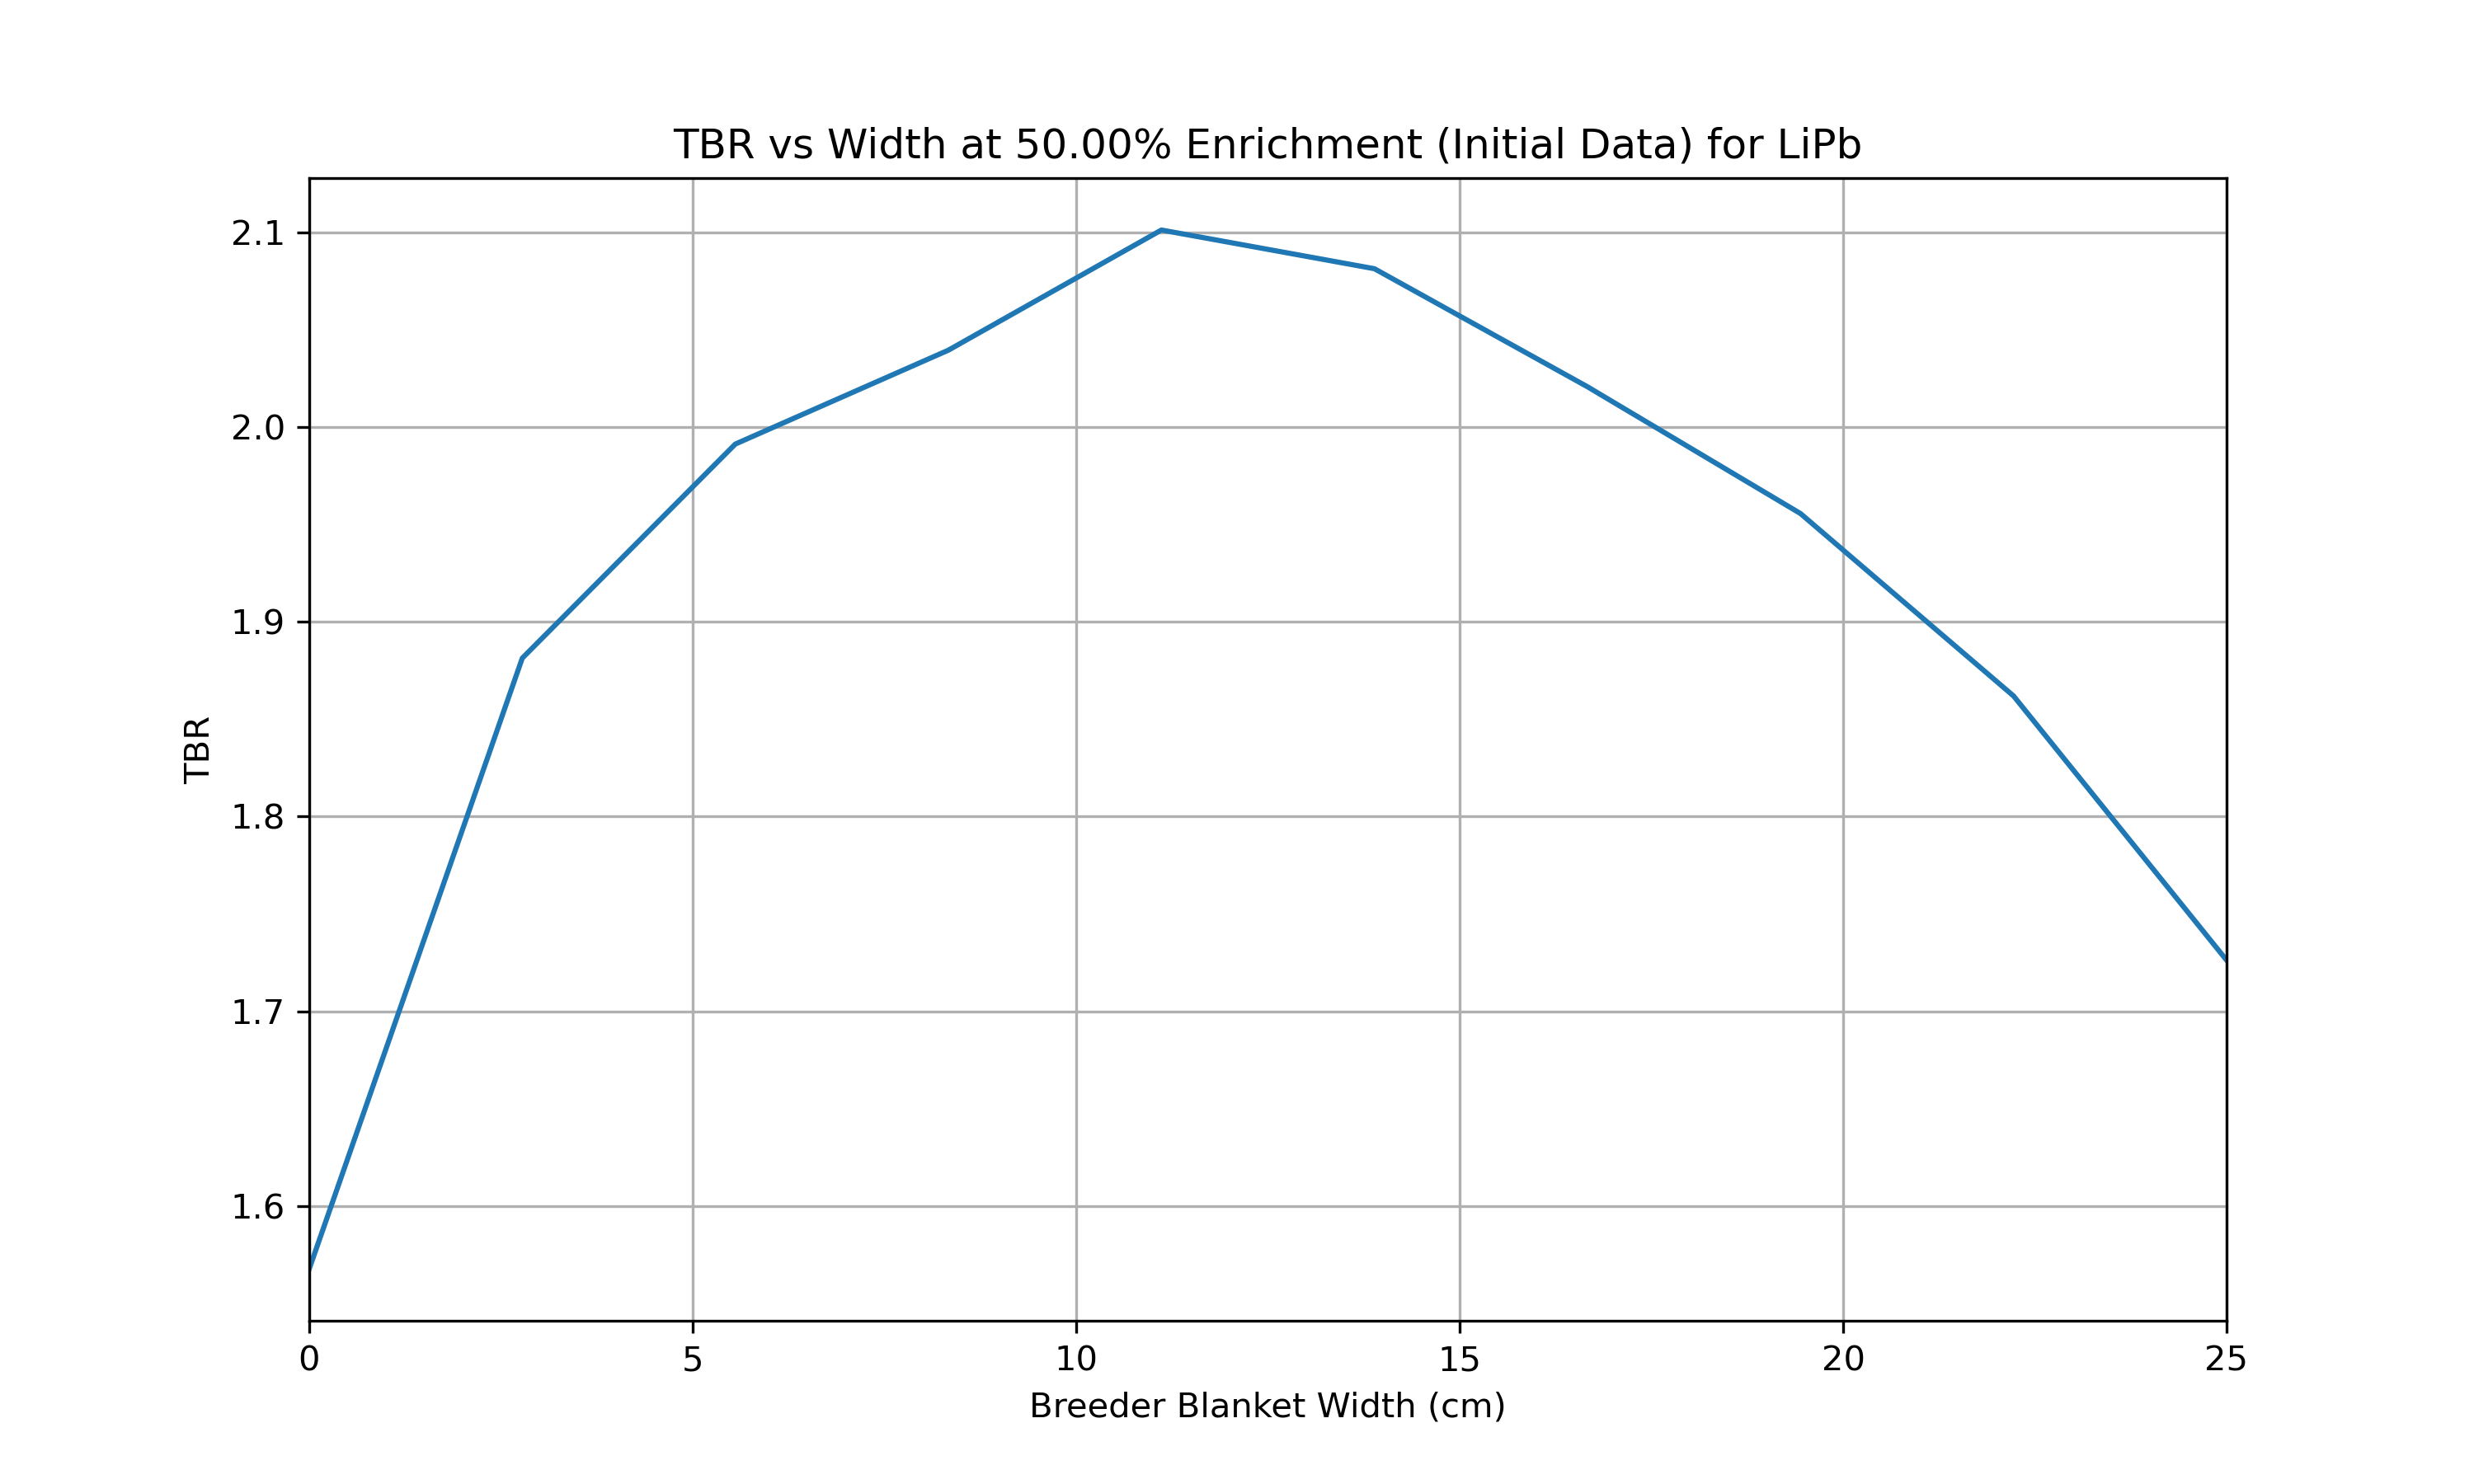 TBR vs Width at 50.00% Enrichment (Initial Data) for LiPb
2.1
2.0
1.9
1.8
1.7
1.6
TBR
0 5 10 15 20 25
Breeder Blanket Width (cm)